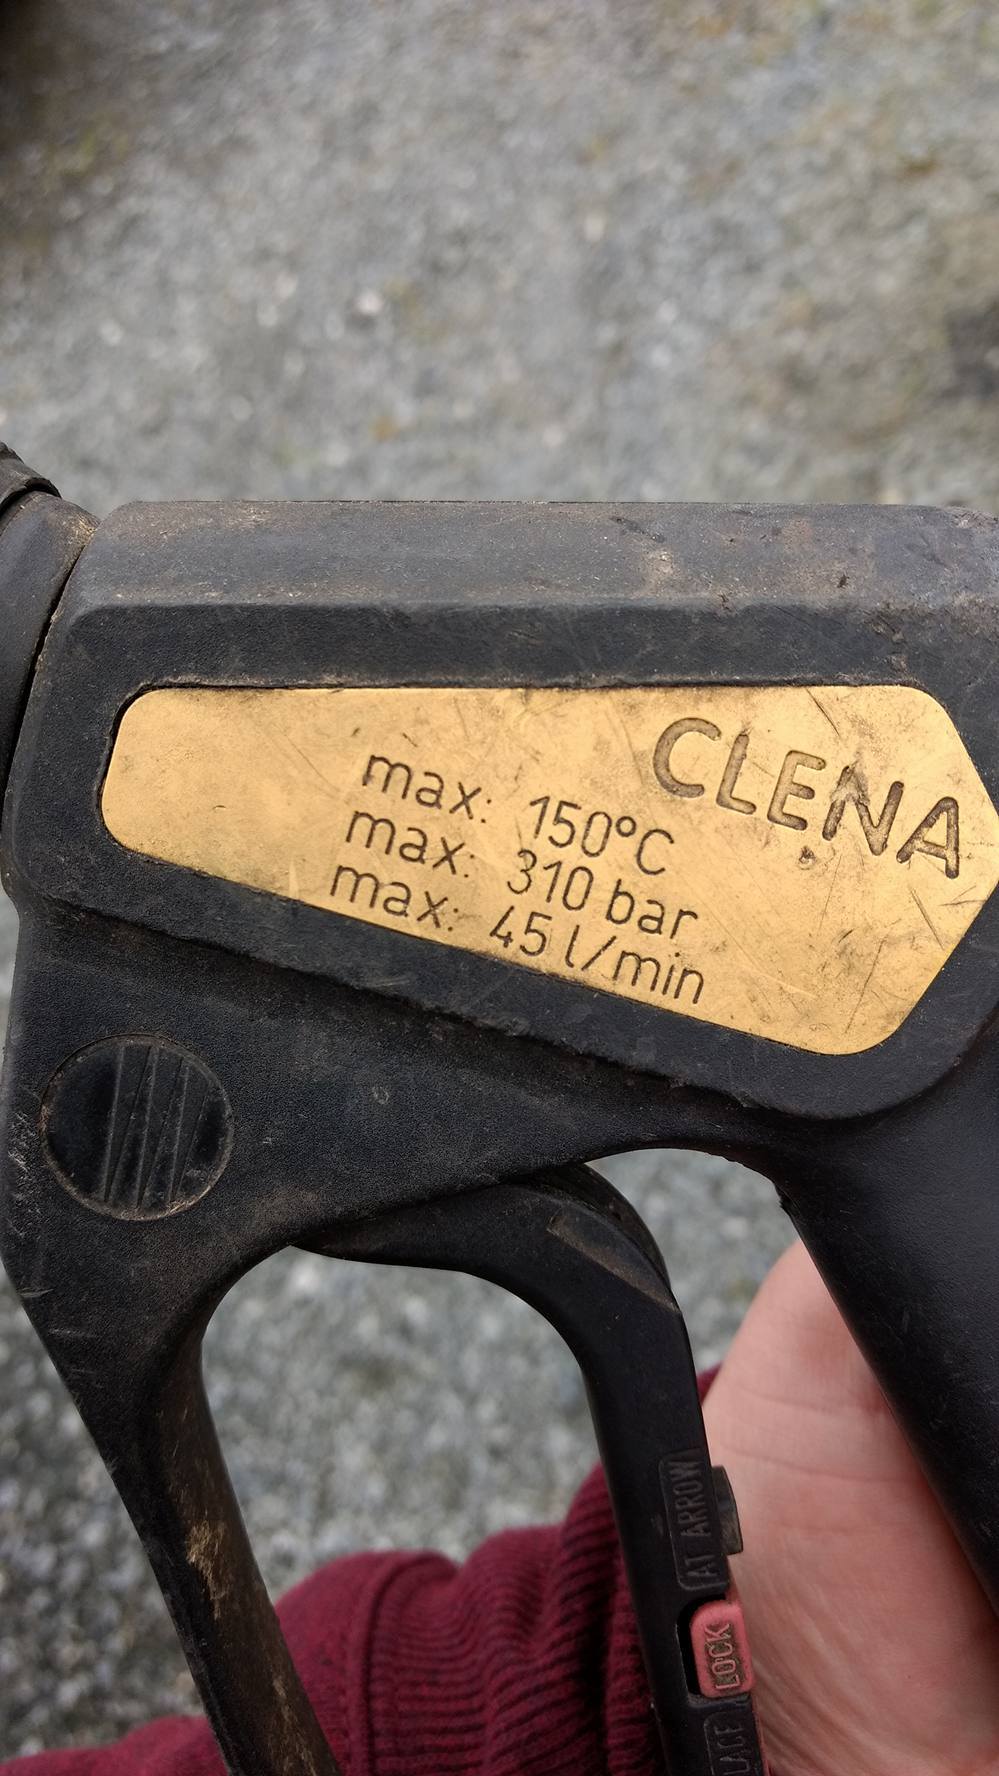 CLENA
max: 150°C
max: 310 bar
max: 45 l/min
AT ARROW
LOCK